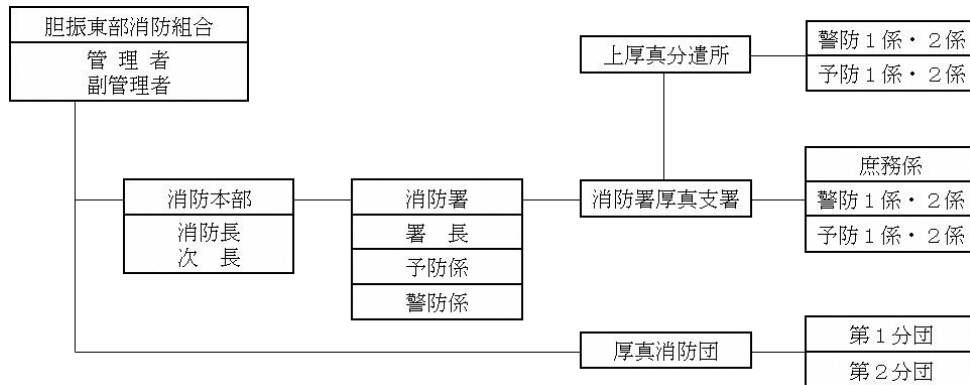 胆振東部消防組合
管 理 者
副管理者
上厚真分遣所
警防１係・２係
予防１係・２係
消防本部
消防長
次　長
消防署
署　長
予防係
警防係
消防署厚真支署
庶務係
警防１係・２係
予防１係・２係
厚真消防団
第１分団
第２分団